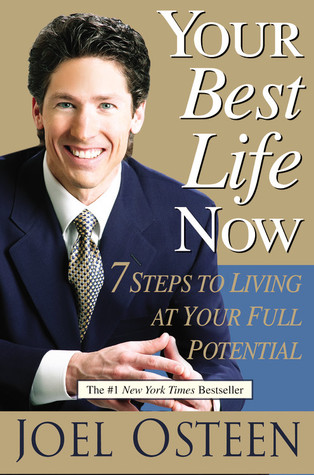 YOUR
Best
Life
NOW
7 STEPS TO LIVING
AT YOUR FULL
POTENTIAL
The #1 New York Times Bestseller
JOEL OSTEEN